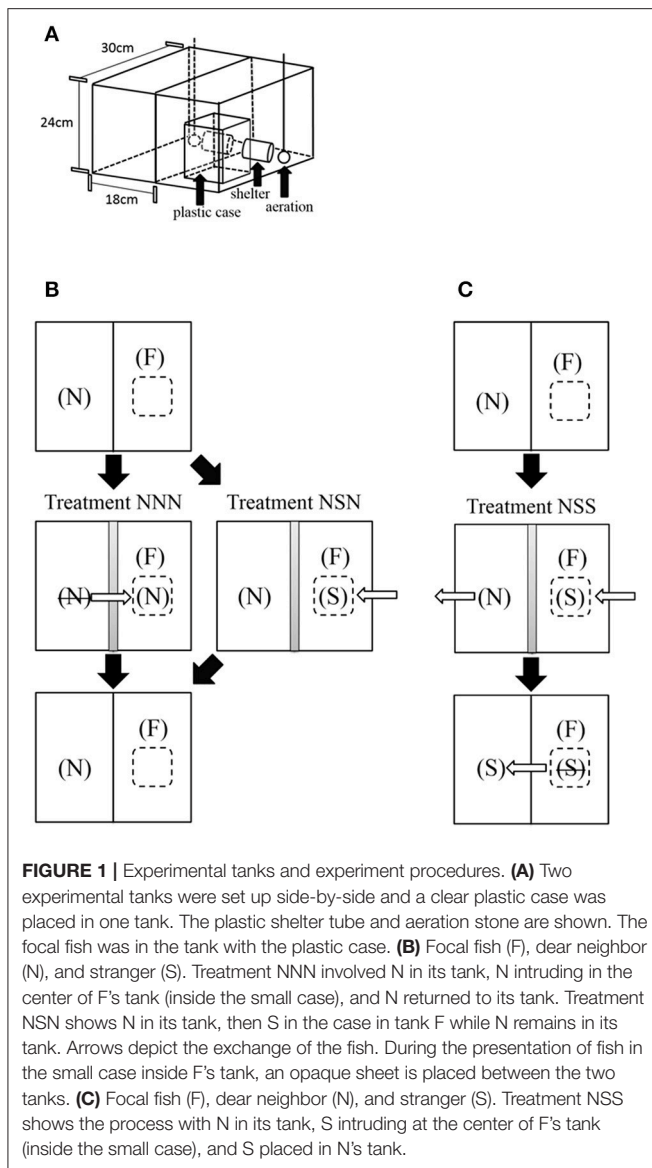 A
30cm
24cm
18cm
plastic case
shelter
aeration
B
C
(F)
(N)
(F)
(N)
Treatment NNN
Treatment NSN
Treatment NSS
(F)
(N)
(N)
(F)
(N)
(S)
(F)
(N)
(S)
(F)
(N)
(F)
(S)
(S)
FIGURE 1 | Experimental tanks and experiment procedures. (A) Two
experimental tanks were set up side-by-side and a clear plastic case was
placed in one tank. The plastic shelter tube and aeration stone are shown. The
focal fish was in the tank with the plastic case. (B) Focal fish (F), dear neighbor
(N), and stranger (S). Treatment NNN involved N in its tank, N intruding in the
center of F's tank (inside the small case), and N returned to its tank. Treatment
NSN shows N in its tank, then S in the case in tank F while N remains in its
tank. Arrows depict the exchange of the fish. During the presentation of fish in
the small case inside F's tank, an opaque sheet is placed between the two
tanks. (C) Focal fish (F), dear neighbor (N), and stranger (S). Treatment NSS
shows the process with N in its tank, S intruding at the center of F's tank
(inside the small case), and S placed in N's tank.